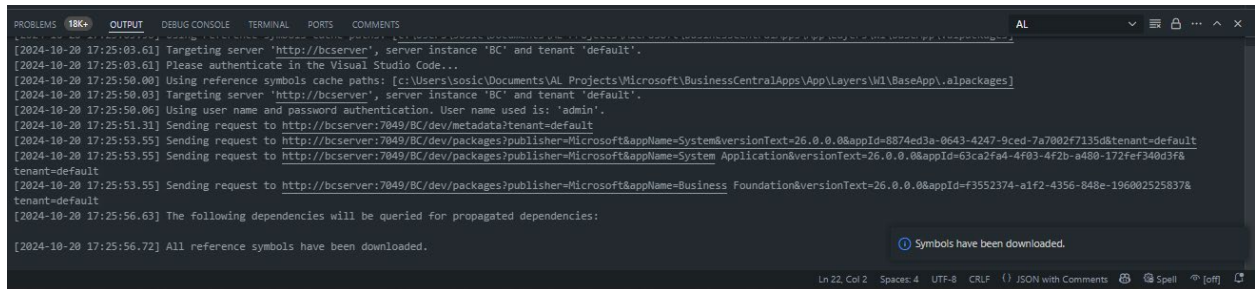 PROBLEMS 18K+ OUTPUT DEBUG CONSOLE TERMINAL PORTS COMMENTS AL
[2024-10-20 17:25:03.61] Targeting server 'http://bcserver', server instance 'BC' and tenant 'default'.
[2024-10-20 17:25:03.61] Please authenticate in the Visual Studio Code...
[2024-10-20 17:25:50.00] Using reference symbols cache paths: [c:\Users\sosic\Documents\AL Projects\Microsoft\BusinessCentralApps\App\Layers\W1\BaseApp\.alpackages]
[2024-10-20 17:25:50.03] Targeting server 'http://bcserver', server instance 'BC' and tenant 'default'.
[2024-10-20 17:25:50.06] Using user name and password authentication. User name used is: 'admin'.
[2024-10-20 17:25:51.31] Sending request to http://bcserver:7049/BC/dev/metadata?tenant=default
[2024-10-20 17:25:53.55] Sending request to http://bcserver:7049/BC/dev/packages?publisher=Microsoft&appName=System&versionText=26.0.0.0&appId=8874ed3a-0643-4247-9ced-7a7002f7135d&tenant=default
[2024-10-20 17:25:53.55] Sending request to http://bcserver:7049/BC/dev/packages?publisher=Microsoft&appName=System Application&versionText=26.0.0.0&appId=63ca2fa4-4f03-4f2b-a480-172fef340d3f&
tenant=default
[2024-10-20 17:25:53.55] Sending request to http://bcserver:7049/BC/dev/packages?publisher=Microsoft&appName=Business Foundation&versionText=26.0.0.0&appId=f3552374-a1f2-4356-848e-196002525837&
tenant=default
[2024-10-20 17:25:56.63] The following dependencies will be queried for propagated dependencies:
[2024-10-20 17:25:56.72] All reference symbols have been downloaded.
Symbols have been downloaded.
Ln 22, Col 2 Spaces: 4 UTF-8 CRLF {} JSON with Comments Spell [off]